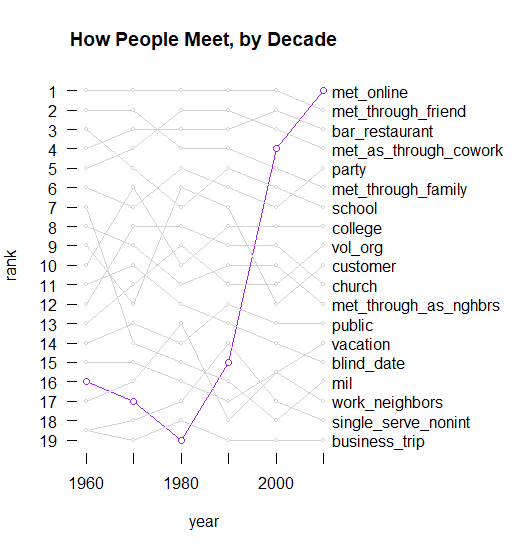 How People Meet, by Decade
1 met_online
2 met_through_friend
3 bar_restaurant
4 met_as_through_cowork
5 party
6 met_through_family
7 school
8 college
9 vol_org
10 customer
11 church
12 met_through_as_nghbrs
13 public
14 vacation
15 blind_date
16 mil
17 work_neighbors
18 single_serve_nonint
19 business_trip
rank
1960 1980 2000
year